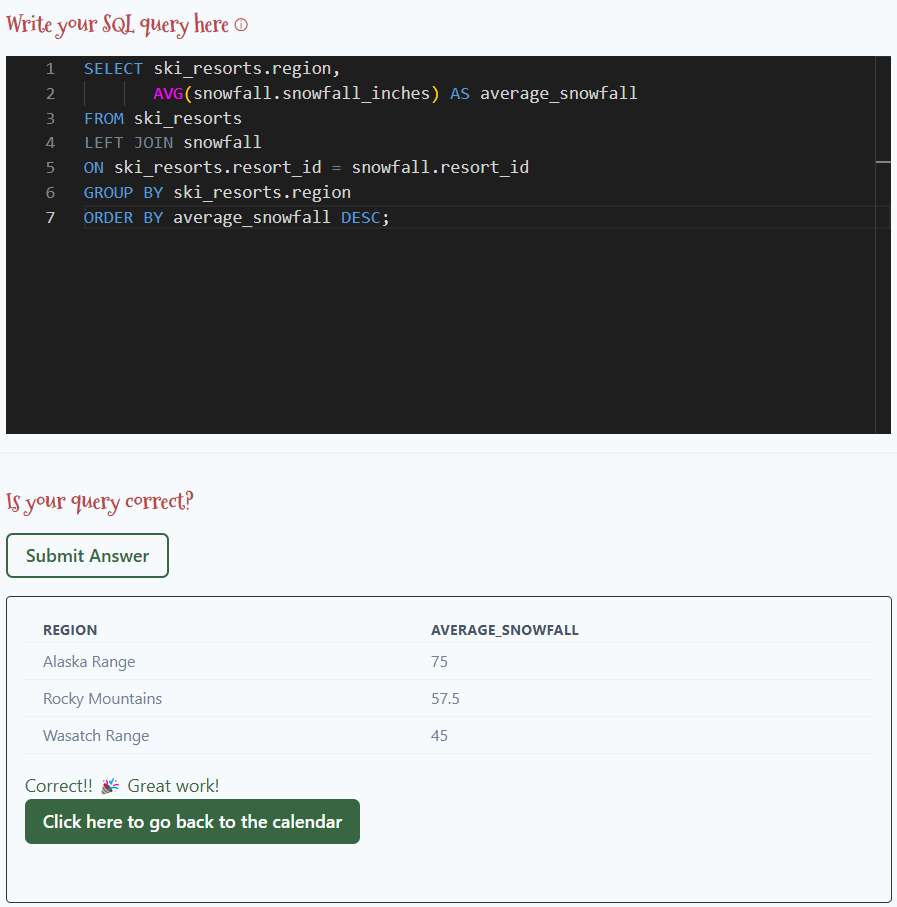 Write your SQL query here ⓘ
1 SELECT ski_resorts.region,
2 AVG(snowfall.snowfall_inches) AS average_snowfall
3 FROM ski_resorts
4 LEFT JOIN snowfall
5 ON ski_resorts.resort_id = snowfall.resort_id
6 GROUP BY ski_resorts.region
7 ORDER BY average_snowfall DESC;
Is your query correct?
Submit Answer
REGION AVERAGE_SNOWFALL
Alaska Range 75
Rocky Mountains 57.5
Wasatch Range 45
Correct!! 🎉 Great work!
Click here to go back to the calendar